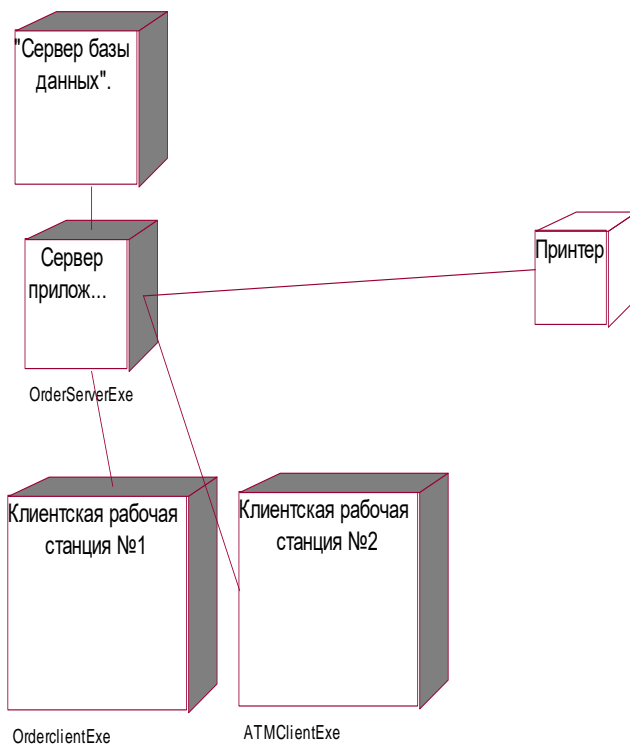 "Сервер базы
данных".
Сервер
прилож...
Принтер
OrderServerExe
Клиентская рабочая
станция №1
Клиентская рабочая
станция №2
OrderclientExe
ATMClientExe